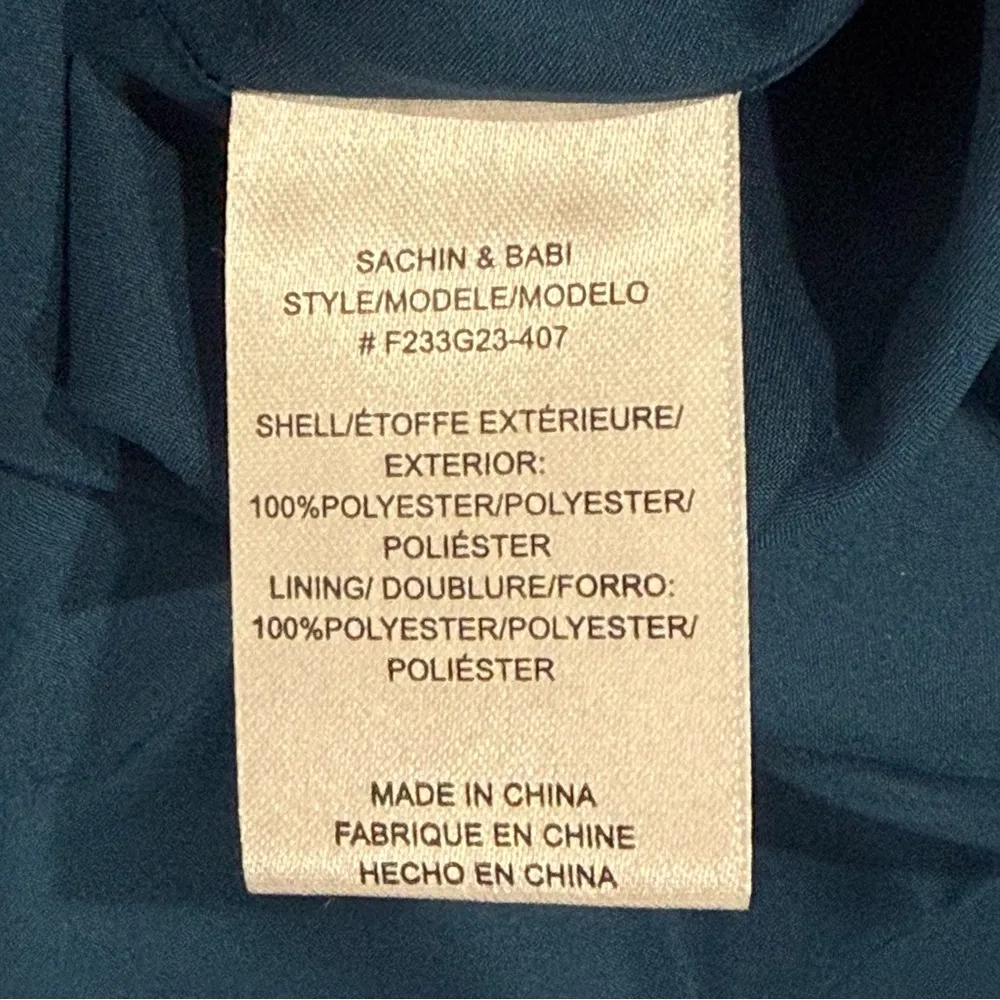 SACHIN & BABI
STYLE/MODELE/MODELO
# F233G23-407
SHELL/ÉTOFFE EXTÉRIEURE/
EXTERIOR:
100%POLYESTER/POLYESTER/
POLIÉSTER
LINING/ DOUBLURE/FORRO:
100%POLYESTER/POLYESTER/
POLIÉSTER
MADE IN CHINA
FABRIQUE EN CHINE
HECHO EN CHINA